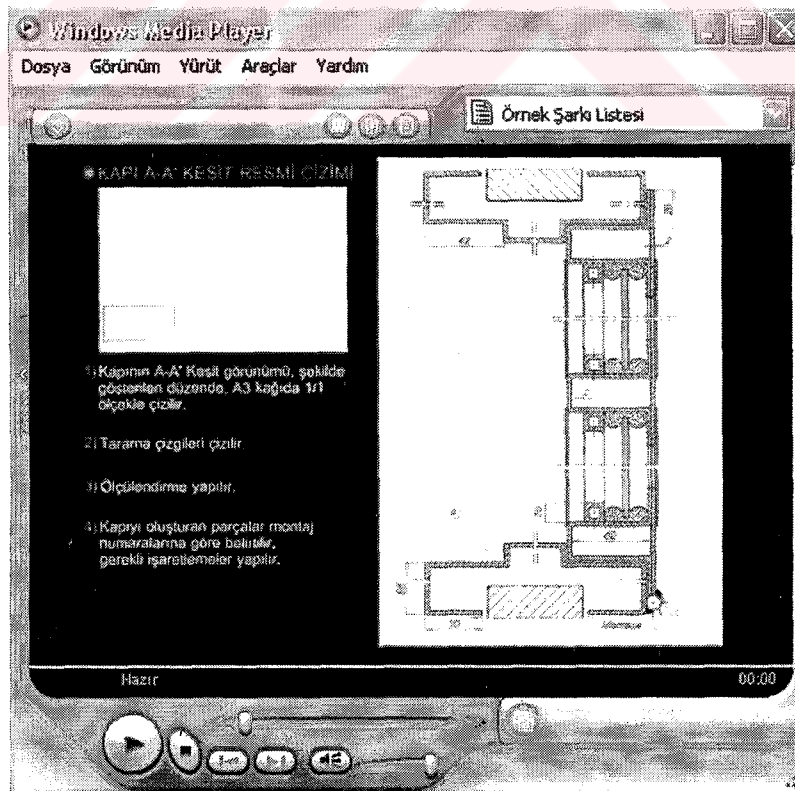 Windows Media Player
Dosya Görünüm Yürüt Araçlar Yardım
Örnek Şarkı Listesi
KAPI A-A' KESİT RESMİ ÇİZİMİ
1) Kapının A-A' Kesit görünümü, şekilde
gösterilen düzende, A3 kağıda 1/1
ölçekle çizilir.
2) Tarama çizgileri çizilir.
3) Ölçülendirme yapılır.
4) Kapıyı oluşturan parçalar montaj
numaralarına göre belirtilir,
gerekli işaretlemeler yapılır.
Hazır
00:00